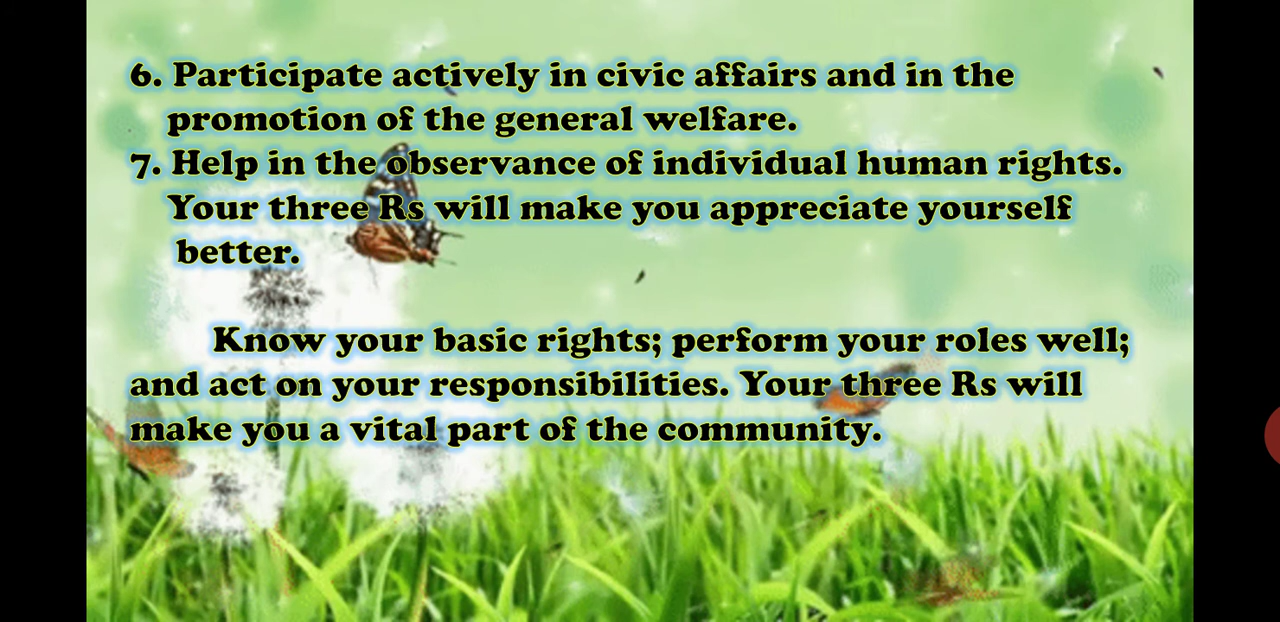 6. Participate actively in civic affairs and in the
promotion of the general welfare.
7. Help in the observance of individual human rights.
Your three Rs will make you appreciate yourself
better.
Know your basic rights; perform your roles well;
and act on your responsibilities. Your three Rs will
make you a vital part of the community.